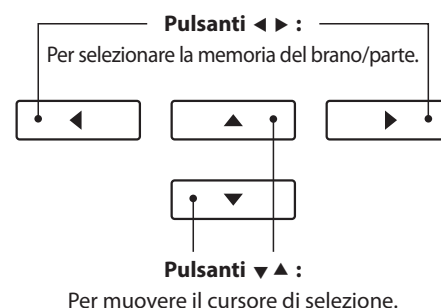 Pulsanti ◀ ▶ :
Per selezionare la memoria del brano/parte.
◀ ▲ ▶
▼
Pulsanti ▼ ▲ :
Per muovere il cursore di selezione.